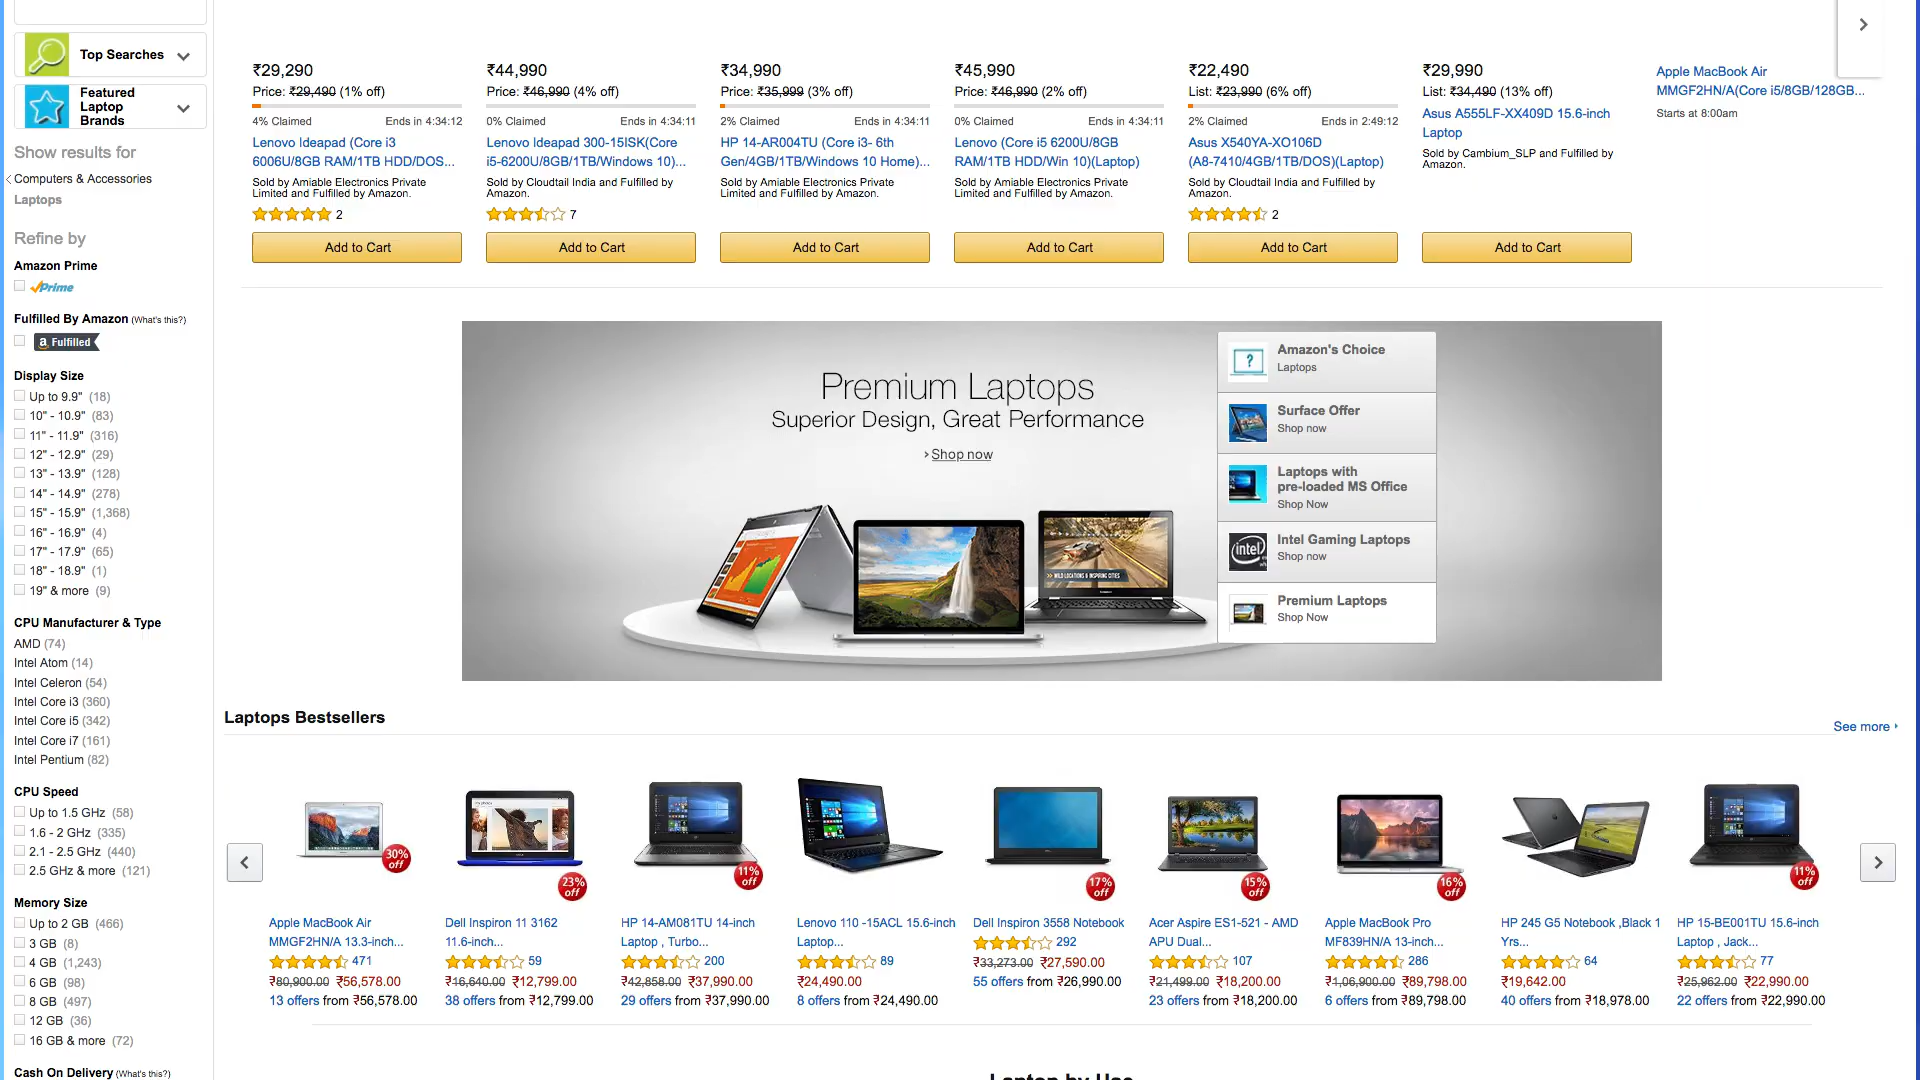 Top Searches
Featured
Laptop
Brands
Show results for
Computers & Accessories
Laptops
Refine by
Amazon Prime
Prime
Fulfilled By Amazon (What's this?)
a Fulfilled
Display Size
Up to 9.9" (18)
10" - 10.9" (83)
11" - 11.9" (316)
12" - 12.9" (29)
13" - 13.9" (128)
14" - 14.9" (278)
15" - 15.9" (1,368)
16" - 16.9" (4)
17" - 17.9" (65)
18" - 18.9" (1)
19" & more (9)
CPU Manufacturer & Type
AMD (74)
Intel Atom (14)
Intel Celeron (54)
Intel Core i3 (360)
Intel Core i5 (342)
Intel Core i7 (161)
Intel Pentium (82)
CPU Speed
Up to 1.5 GHz (58)
1.6 - 2 GHz (335)
2.1 - 2.5 GHz (440)
2.5 GHz & more (121)
Memory Size
Up to 2 GB (466)
3 GB (8)
4 GB (1,243)
6 GB (98)
8 GB (497)
12 GB (36)
16 GB & more (72)
Cash On Delivery (What's this?)
₹29,290
Price: ₹29,490 (1% off)
4% Claimed Ends in 4:34:12
Lenovo Ideapad (Core i3
6006U/8GB RAM/1TB HDD/DOS...
Sold by Amiable Electronics Private
Limited and Fulfilled by Amazon.
2
Add to Cart
₹44,990
Price: ₹46,990 (4% off)
0% Claimed Ends in 4:34:11
Lenovo Ideapad 300-15ISK(Core
i5-6200U/8GB/1TB/Windows 10)...
Sold by Cloudtail India and Fulfilled by
Amazon.
7
Add to Cart
₹34,990
Price: ₹35,999 (3% off)
2% Claimed Ends in 4:34:11
HP 14-AR004TU (Core i3- 6th
Gen/4GB/1TB/Windows 10 Home)...
Sold by Amiable Electronics Private
Limited and Fulfilled by Amazon.
Add to Cart
₹45,990
Price: ₹46,990 (2% off)
0% Claimed Ends in 4:34:11
Lenovo (Core i5 6200U/8GB
RAM/1TB HDD/Win 10)(Laptop)
Sold by Amiable Electronics Private
Limited and Fulfilled by Amazon.
Add to Cart
₹22,490
List: ₹23,990 (6% off)
2% Claimed Ends in 2:49:12
Asus X540YA-XO106D
(A8-7410/4GB/1TB/DOS)(Laptop)
Sold by Cloudtail India and Fulfilled by
Amazon.
2
Add to Cart
₹29,990
List: ₹34,490 (13% off)
Asus A555LF-XX409D 15.6-inch
Laptop
Sold by Cambium_SLP and Fulfilled by
Amazon.
Add to Cart
Apple MacBook Air
MMGF2HN/A(Core i5/8GB/128GB...
Starts at 8:00am
Premium Laptops
Superior Design, Great Performance
› Shop now
WILD LOCATIONS & INSPIRING CITIES
Amazon's Choice
Laptops
Surface Offer
Shop now
Laptops with
pre-loaded MS Office
Shop Now
intel
Intel Gaming Laptops
Shop now
Premium Laptops
Shop Now
Laptops Bestsellers
See more
30%
off
Apple MacBook Air
MMGF2HN/A 13.3-inch...
471
₹80,900.00 ₹56,578.00
13 offers from ₹56,578.00
23%
off
Dell Inspiron 11 3162
11.6-inch...
59
₹16,640.00 ₹12,799.00
38 offers from ₹12,799.00
11%
off
HP 14-AM081TU 14-inch
Laptop , Turbo...
200
₹42,858.00 ₹37,990.00
29 offers from ₹37,990.00
Lenovo 110 -15ACL 15.6-inch
Laptop...
89
₹24,490.00
8 offers from ₹24,490.00
17%
off
Dell Inspiron 3558 Notebook
292
₹33,273.00 ₹27,590.00
55 offers from ₹26,990.00
15%
off
Acer Aspire ES1-521 - AMD
APU Dual...
107
₹21,499.00 ₹18,200.00
23 offers from ₹18,200.00
16%
off
Apple MacBook Pro
MF839HN/A 13-inch...
286
₹1,06,900.00 ₹89,798.00
6 offers from ₹89,798.00
HP 245 G5 Notebook ,Black 1
Yrs...
64
₹19,642.00
40 offers from ₹18,978.00
11%
off
HP 15-BE001TU 15.6-inch
Laptop , Jack...
77
₹25,962.00 ₹22,990.00
22 offers from ₹22,990.00
Laptop by Use